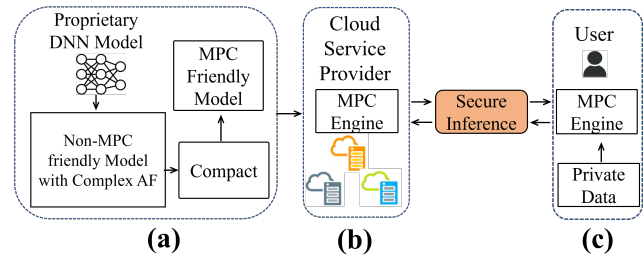 Proprietary
DNN Model
Non-MPC
friendly Model
with Complex AF
MPC
Friendly
Model
Compact
(a)
Cloud
Service
Provider
MPC
Engine
(b)
Secure
Inference
User
MPC
Engine
Private
Data
(c)